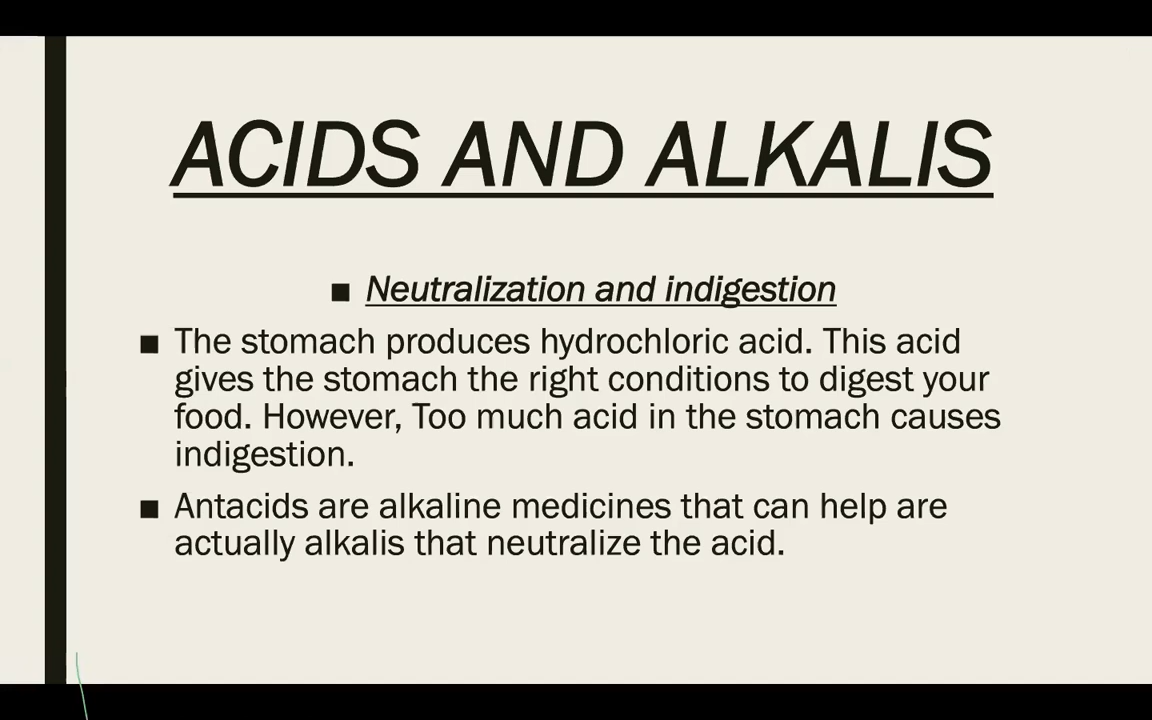 ACIDS AND ALKALIS
■ Neutralization and indigestion
■ The stomach produces hydrochloric acid. This acid
gives the stomach the right conditions to digest your
food. However, Too much acid in the stomach causes
indigestion.
■ Antacids are alkaline medicines that can help are
actually alkalis that neutralize the acid.